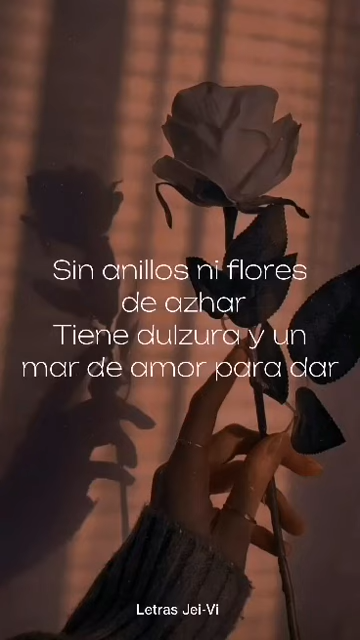 Sin anillos ni flores
de azhar
Tiene dulzura y un
mar de amor para dar
Letras Jei-Vi